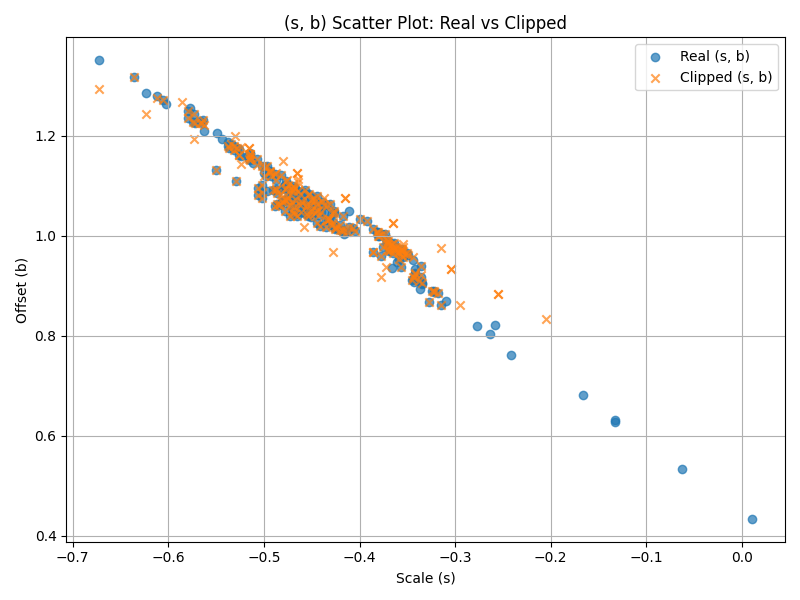 (s, b) Scatter Plot: Real vs Clipped
Real (s, b)
Clipped (s, b)
Offset (b)
1.2
1.0
0.8
0.6
0.4
−0.7
−0.6
−0.5
−0.4
−0.3
−0.2
−0.1
0.0
Scale (s)